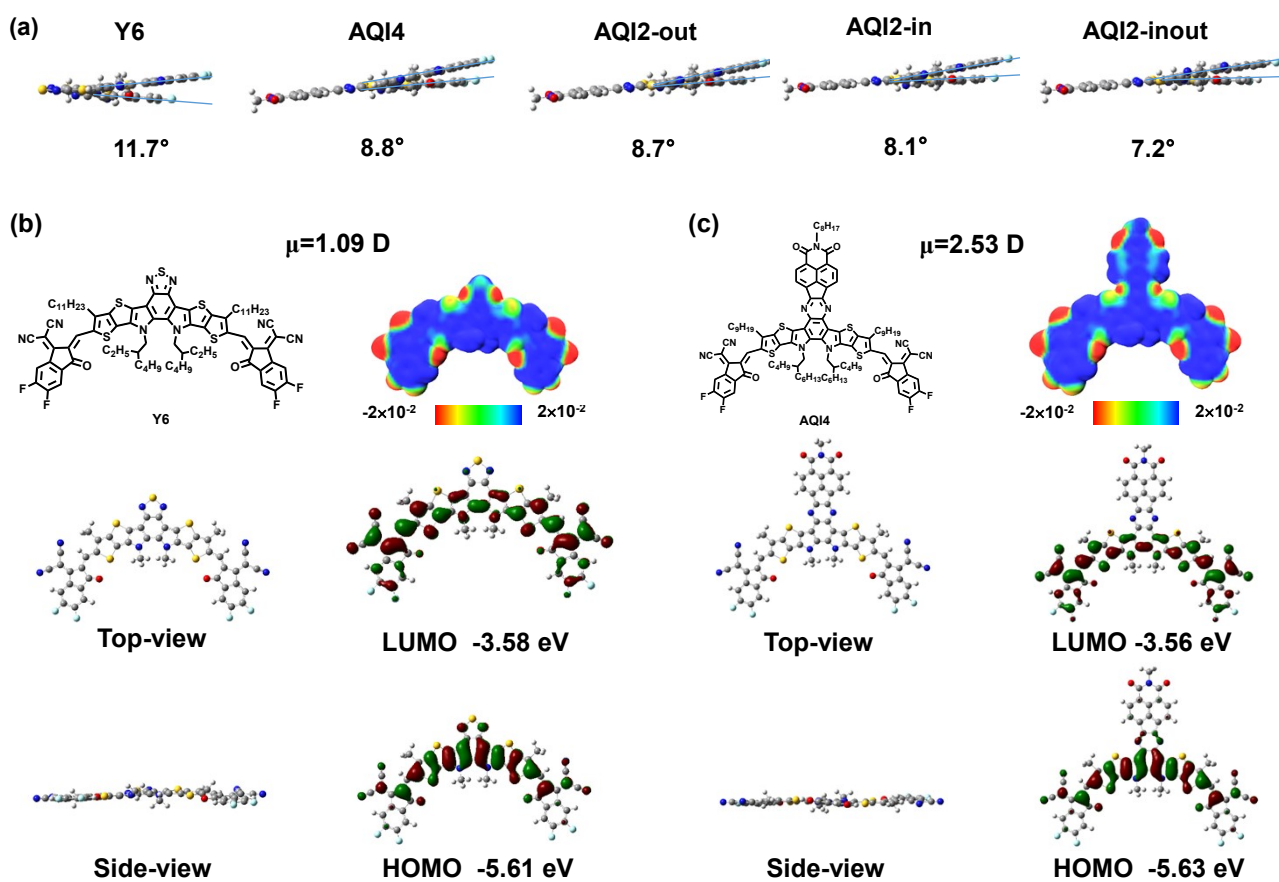 (a)
Y6
AQI4
AQI2-out
AQI2-in
AQI2-inout
11.7°
8.8°
8.7°
8.1°
7.2°
(b)
μ=1.09 D
S
N N
C11H23
C11H23
S
S
CN
NC
S
N
N
S
CN
CN
NC
O
C2H5
C2H5
C4H9
C4H9
O
F
F
F
F
Y6
-2×10-2
2×10-2
Top-view
LUMO -3.58 eV
Side-view
HOMO -5.61 eV
(c)
μ=2.53 D
C8H17
O N O
N N
C9H19
C9H19
S
S
CN
NC
S
N
N
S
CN
CN
NC
O
C4H9
C4H9
C6H13
C6H13
O
F
F
F
F
AQI4
-2×10-2
2×10-2
Top-view
LUMO -3.56 eV
Side-view
HOMO -5.63 eV